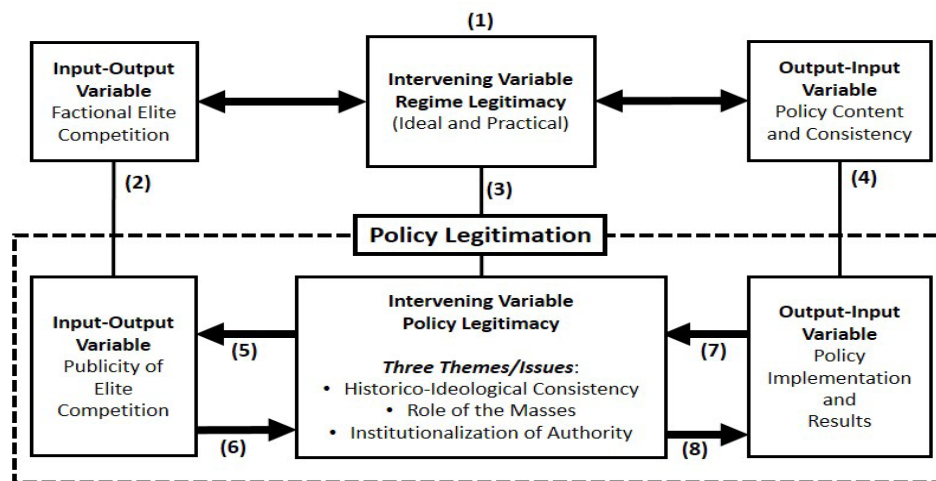 (1)
Input-Output
Variable
Factional Elite
Competition
Intervening Variable
Regime Legitimacy
(Ideal and Practical)
Output-Input
Variable
Policy Content
and Consistency
(2)
(3)
(4)
Policy Legitimation
Input-Output
Variable
Publicity of
Elite
Competition
(5)
(6)
Intervening Variable
Policy Legitimacy
Three Themes/Issues:
• Historico-Ideological Consistency
• Role of the Masses
• Institutionalization of Authority
(7)
(8)
Output-Input
Variable
Policy
Implementation
and
Results